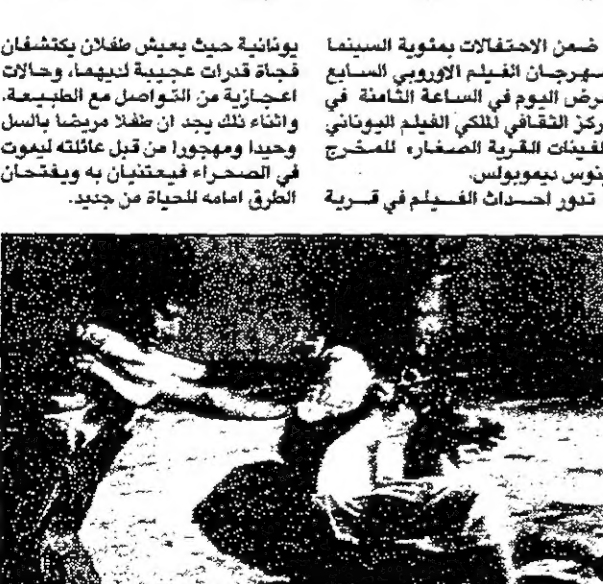 ضمن الاحتفالات بمئوية السينما
مهرجان الفيلم الاوروبي السابع
عرض اليوم في الساعة الثامنة في
ركز الثقافي الملكي الفيلم اليوناني
القرية الصغار» للمخرج
ديموبولس.
تدور احداث الفيلم في قرية
يونانية حيث يعيش طفلان يكتشفان
فجاة قدرات عجيبة لديهما، وحالات
اعجازية من التواصل مع الطبيعة.
واثناء ذلك يجد ان طفلا مريضا بالسل
وحيدا ومهجورا من قبل عائلته ليموت
في الصحراء فيعتنيان به ويفتحان
الطرق امامه للحياة من جديد.